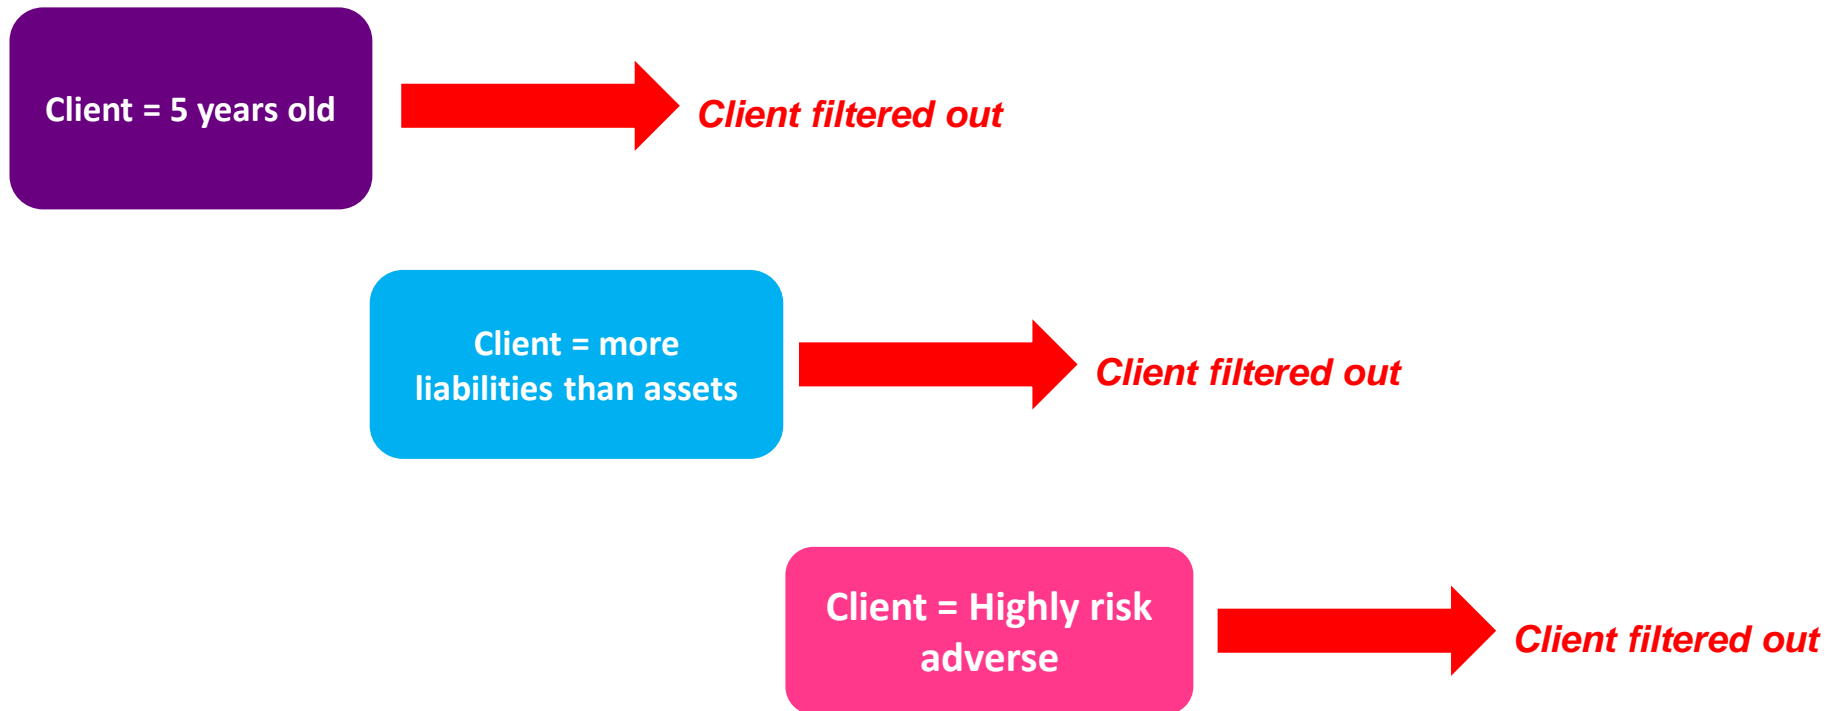 Client = 5 years old
Client filtered out
Client = more
liabilities than assets
Client filtered out
Client = Highly risk
adverse
Client filtered out